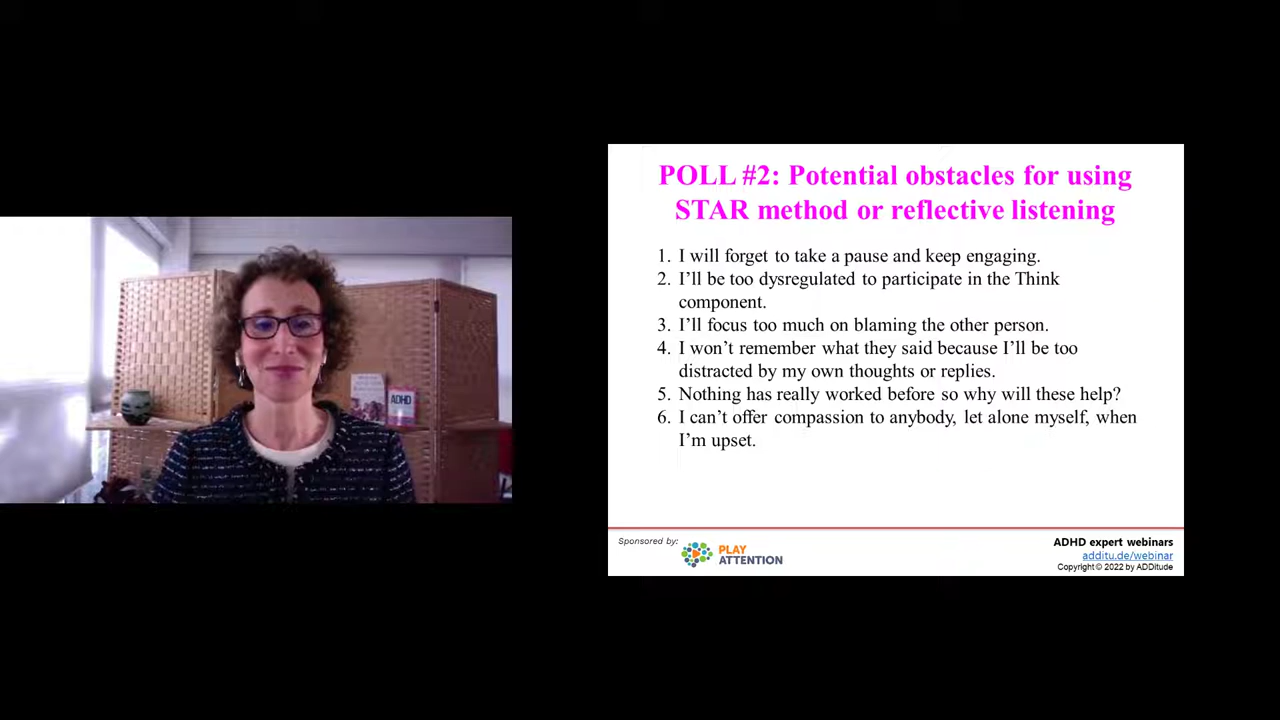 ADHD
POLL #2: Potential obstacles for using
STAR method or reflective listening
1. I will forget to take a pause and keep engaging.
2. I'll be too dysregulated to participate in the Think
component.
3. I'll focus too much on blaming the other person.
4. I won't remember what they said because I'll be too
distracted by my own thoughts or replies.
5. Nothing has really worked before so why will these help?
6. I can't offer compassion to anybody, let alone myself, when
I'm upset.
Sponsored by:
PLAY
ATTENTION
ADHD expert webinars
additu.de/webinar
Copyright © 2022 by ADDitude